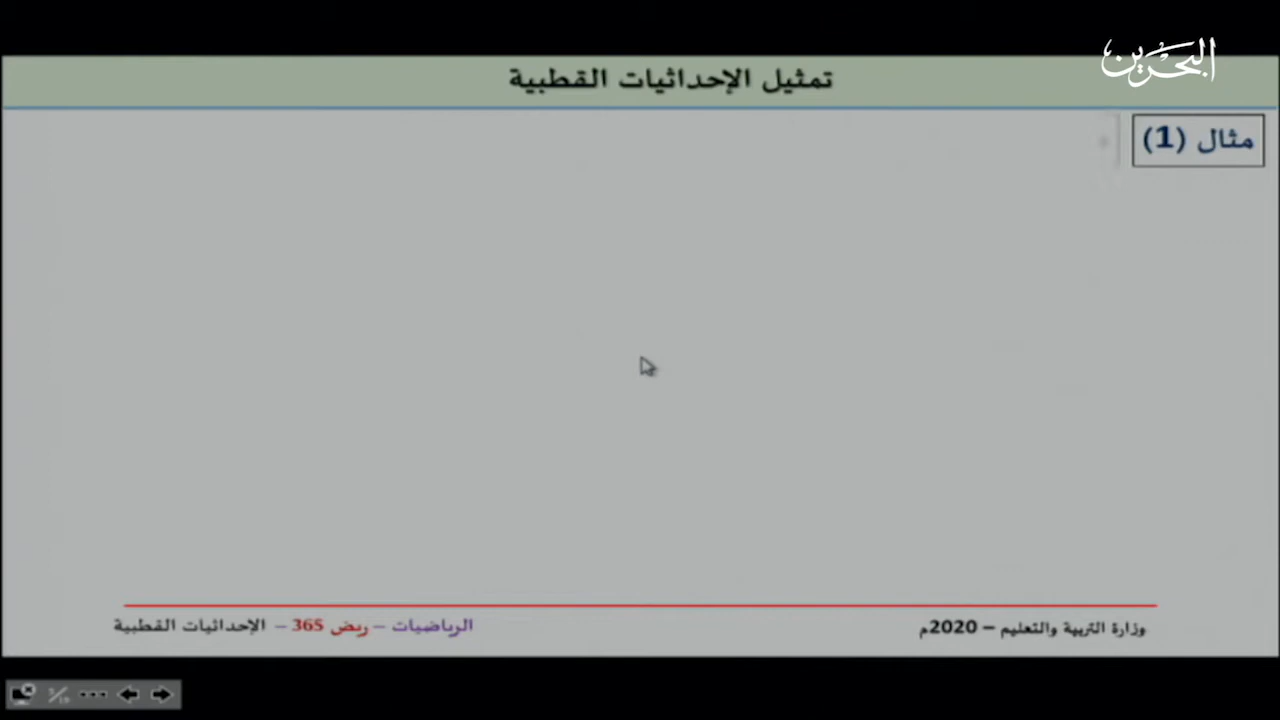 البحرين
تمثيل الإحداثيات القطبية
مثال (1)
وزارة التربية والتعليم – 2020م
الرياضيات – ريض 365 – الإحداثيات القطبية